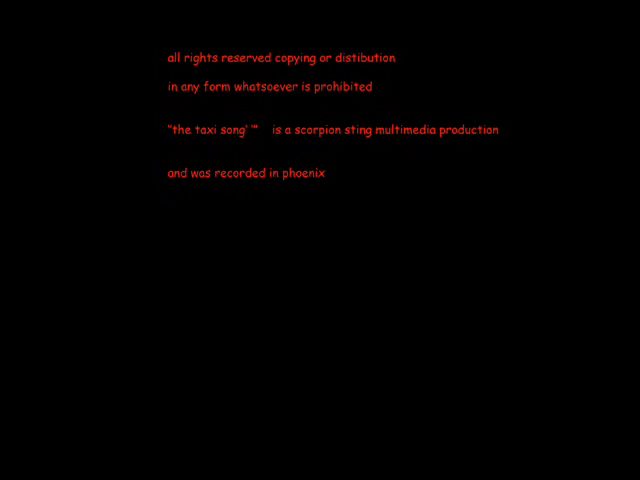 all rights reserved copying or distibution
in any form whatsoever is prohibited
"the taxi song' '" is a scorpion sting multimedia production
and was recorded in phoenix